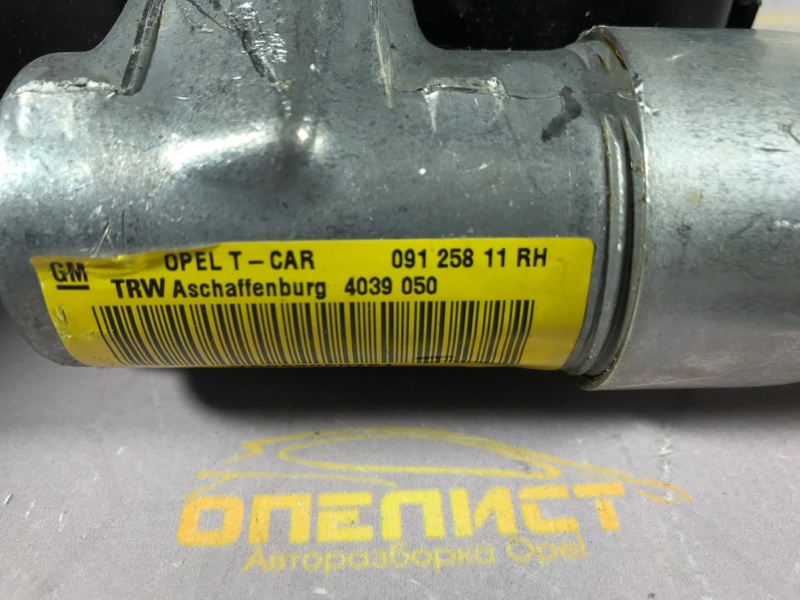 GM OPEL T-CAR 091 258 11 RH
TRW Aschaffenburg 4039 050
ОПЕЛИСТ
Авторазборка Opel